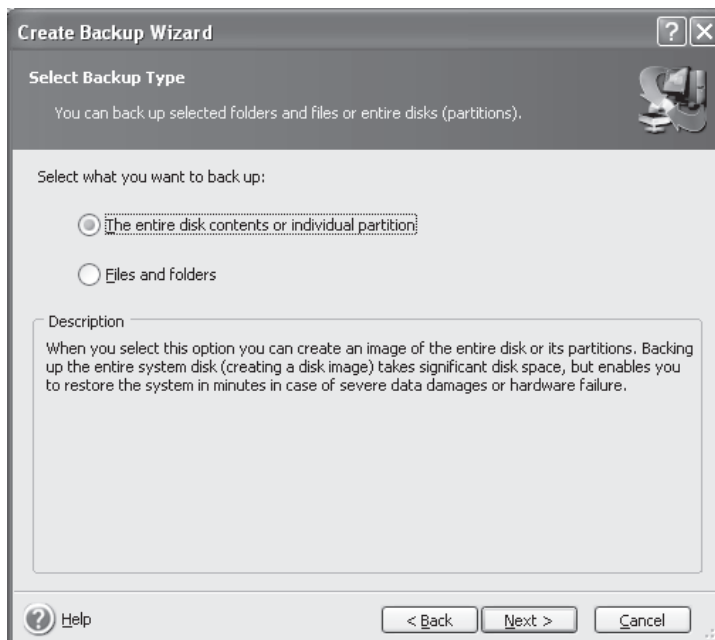 Create Backup Wizard
Select Backup Type
You can back up selected folders and files or entire disks (partitions).
Select what you want to back up:
The entire disk contents or individual partition
Files and folders
Description
When you select this option you can create an image of the entire disk or its partitions. Backing
up the entire system disk (creating a disk image) takes significant disk space, but enables you
to restore the system in minutes in case of severe data damages or hardware failure.
? Help
< Back
Next >
Cancel